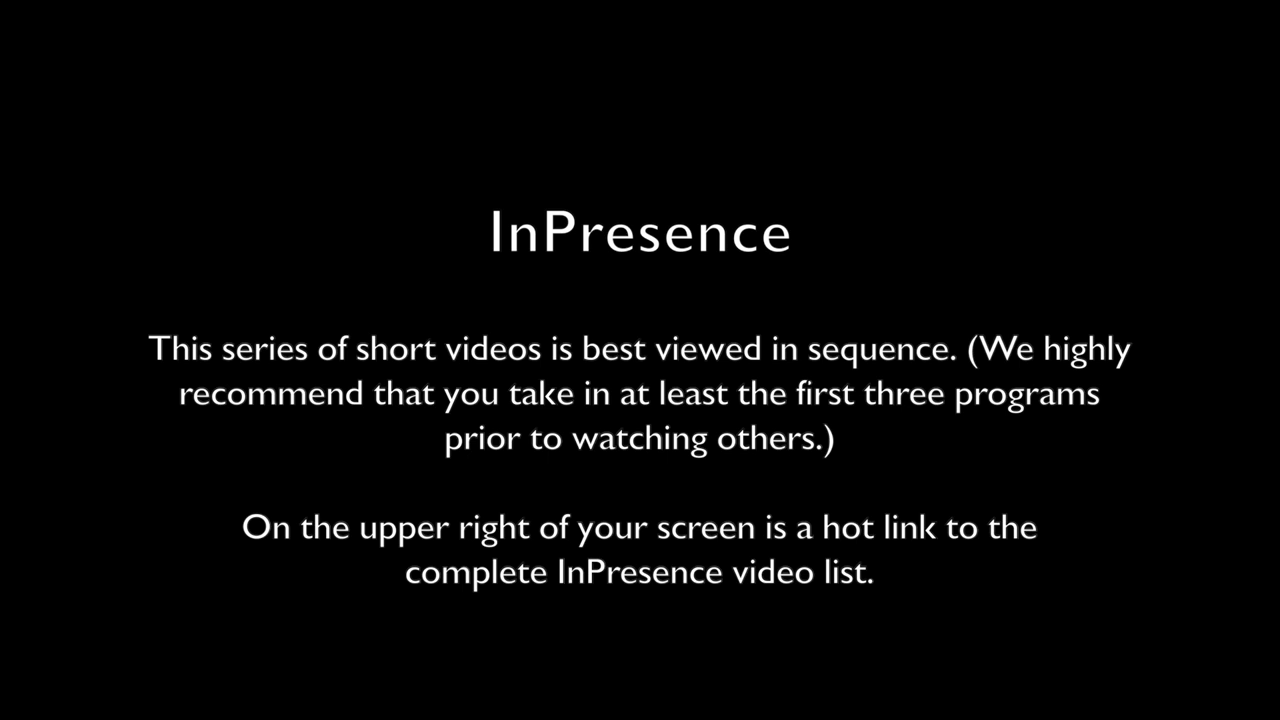 InPresence
This series of short videos is best viewed in sequence. (We highly
recommend that you take in at least the first three programs
prior to watching others.)
On the upper right of your screen is a hot link to the
complete InPresence video list.